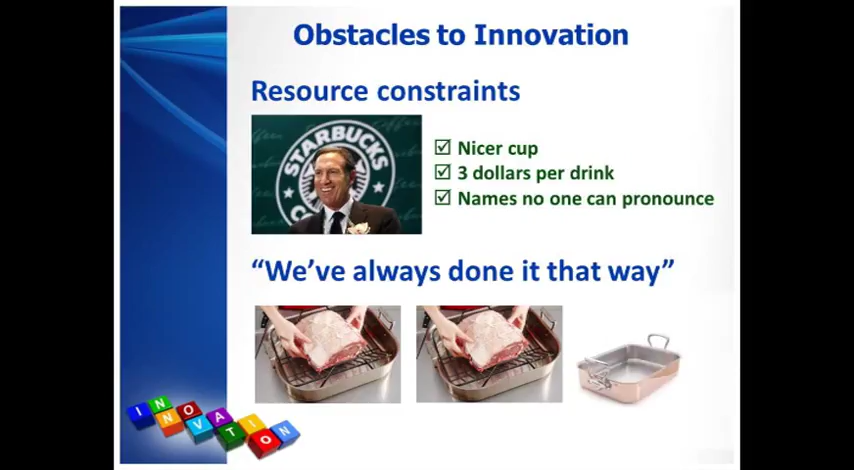 Obstacles to Innovation
Resource constraints
STARBUCKS
☑ Nicer cup
☑ 3 dollars per drink
☑ Names no one can pronounce
“We’ve always done it that way”
INNOVATION